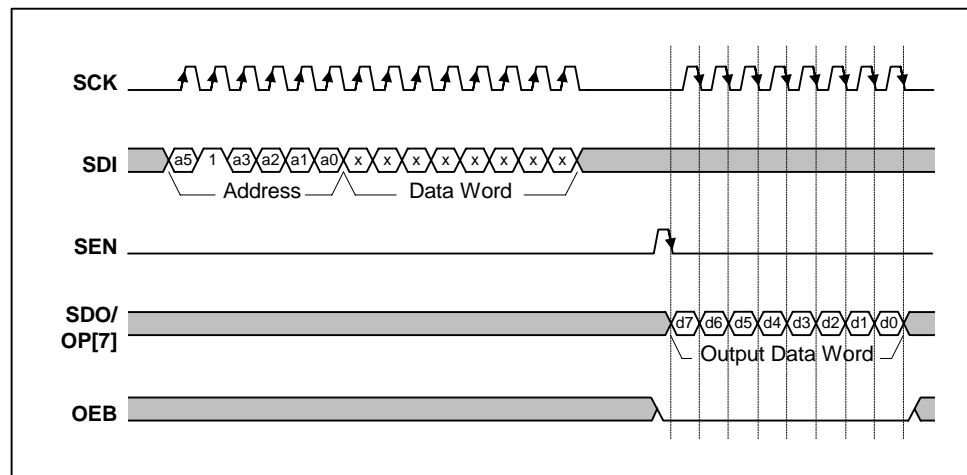 SCK
SDI a5 1 a3 a2 a1 a0 x x x x x x x x
Address Data Word
SEN
SDO/
OP[7] d7 d6 d5 d4 d3 d2 d1 d0
Output Data Word
OEB